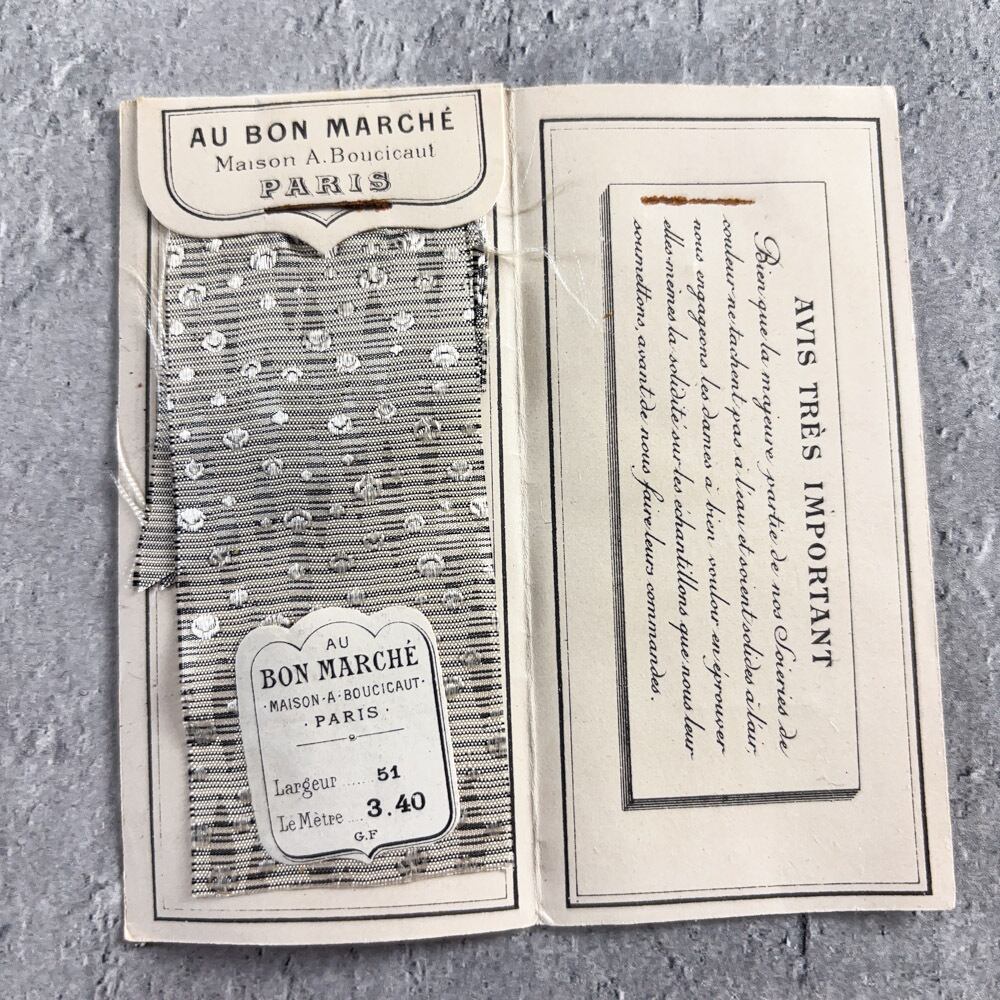 AU BON MARCHÉ
Maison A. Boucicaut
PARIS
AU
BON MARCHÉ
·MAISON·A·BOUCICAUT·
·PARIS·
Largeur ...... 51
Le Mètre .... 3.40
G.F
AVIS TRÈS IMPORTANT
Bien que la majeure partie de nos Soieries de
couleur ne tachent pas à l'eau et soient solides à l'air,
nous engageons les dames à bien vouloir en éprouver
elles-mêmes la solidité sur les échantillons que nous leur
soumettons, avant de nous faire leurs commandes.